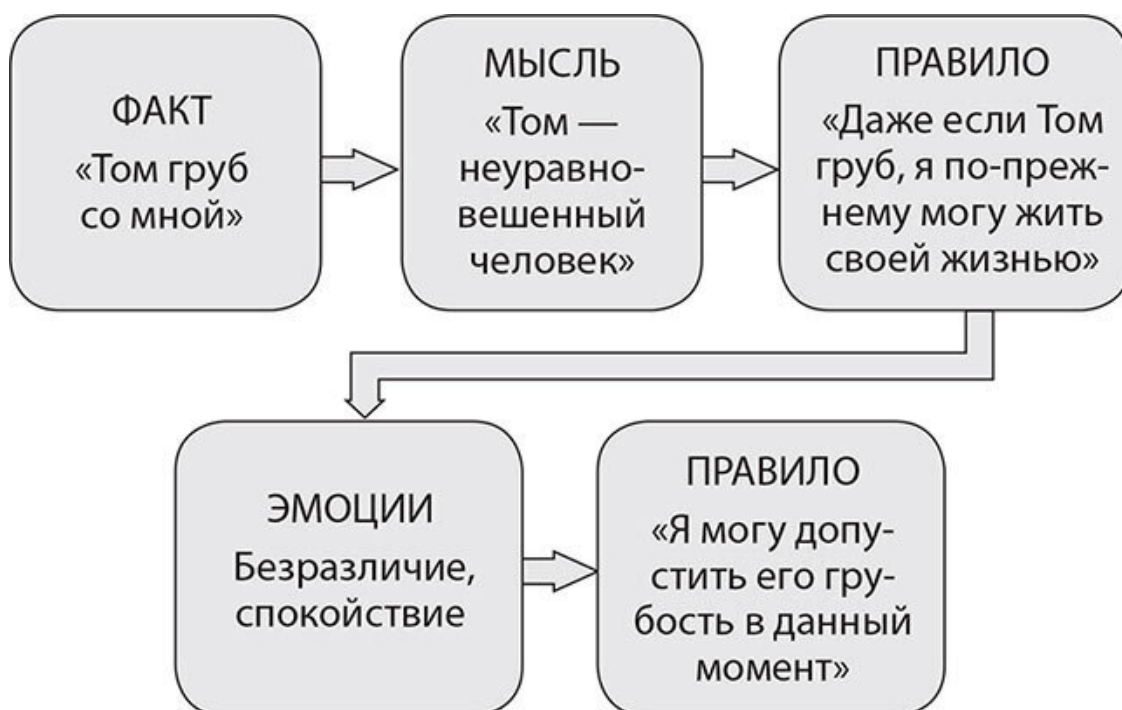 ФАКТ
«Том груб
со мной»
МЫСЛЬ
«Том —
неуравно-
вешенный
человек»
ПРАВИЛО
«Даже если Том
груб, я по-преж-
нему могу жить
своей жизнью»
ЭМОЦИИ
Безразличие,
спокойствие
ПРАВИЛО
«Я могу допу-
стить его гру-
бость в данный
момент»